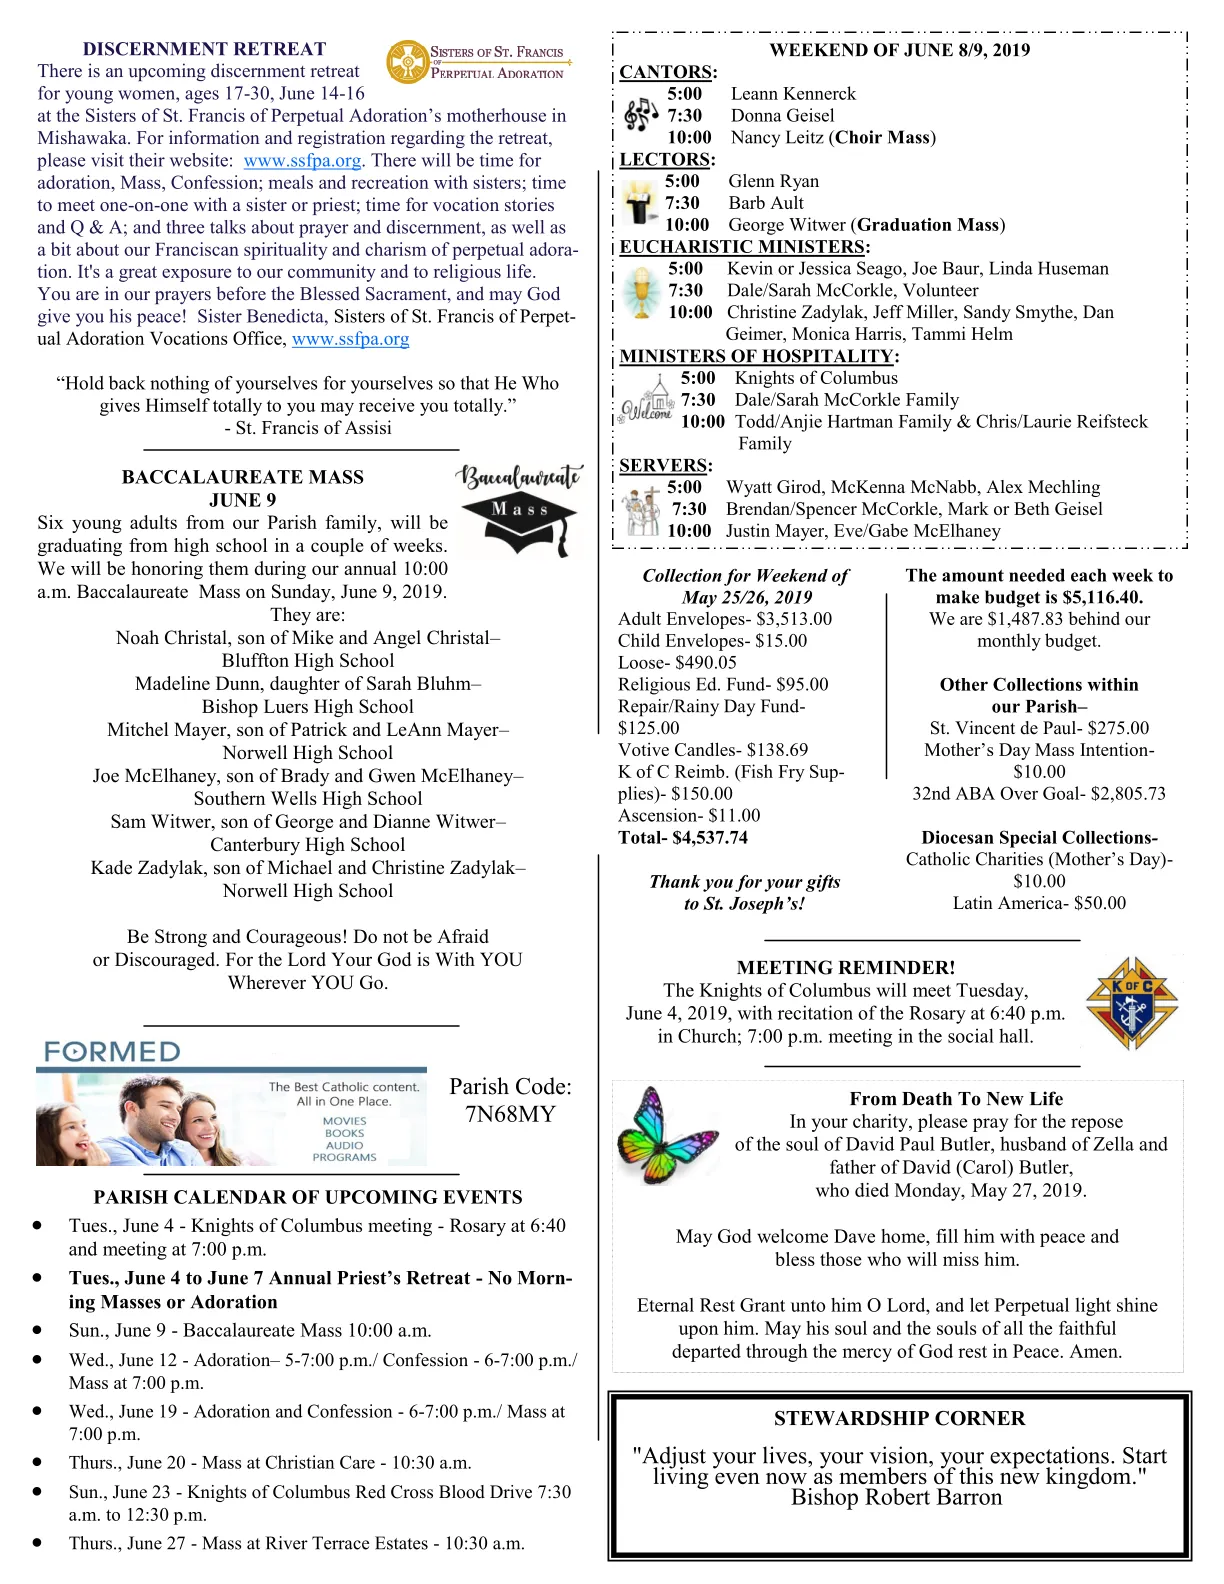 DISCERNMENT RETREAT
SISTERS OF ST. FRANCIS
OF
PERPETUAL ADORATION
There is an upcoming discernment retreat
for young women, ages 17-30, June 14-16
at the Sisters of St. Francis of Perpetual Adoration’s motherhouse in
Mishawaka. For information and registration regarding the retreat,
please visit their website:  www.ssfpa.org. There will be time for
adoration, Mass, Confession; meals and recreation with sisters; time
to meet one-on-one with a sister or priest; time for vocation stories
and Q & A; and three talks about prayer and discernment, as well as
a bit about our Franciscan spirituality and charism of perpetual adora-
tion. It's a great exposure to our community and to religious life.
You are in our prayers before the Blessed Sacrament, and may God
give you his peace!  Sister Benedicta, Sisters of St. Francis of Perpet-
ual Adoration Vocations Office, www.ssfpa.org
“Hold back nothing of yourselves for yourselves so that He Who
gives Himself totally to you may receive you totally.”
- St. Francis of Assisi
BACCALAUREATE MASS
JUNE 9
Baccalaureate
Mass
Six young adults from our Parish family, will be
graduating from high school in a couple of weeks.
We will be honoring them during our annual 10:00
a.m. Baccalaureate  Mass on Sunday, June 9, 2019.
They are:
Noah Christal, son of Mike and Angel Christal–
Bluffton High School
Madeline Dunn, daughter of Sarah Bluhm–
Bishop Luers High School
Mitchel Mayer, son of Patrick and LeAnn Mayer–
Norwell High School
Joe McElhaney, son of Brady and Gwen McElhaney–
Southern Wells High School
Sam Witwer, son of George and Dianne Witwer–
Canterbury High School
Kade Zadylak, son of Michael and Christine Zadylak–
Norwell High School
Be Strong and Courageous! Do not be Afraid
or Discouraged. For the Lord Your God is With YOU
Wherever YOU Go.
FORMED
The Best Catholic content.
All in One Place.
MOVIES
BOOKS
AUDIO
PROGRAMS
Parish Code:
7N68MY
PARISH CALENDAR OF UPCOMING EVENTS
• Tues., June 4 - Knights of Columbus meeting - Rosary at 6:40
and meeting at 7:00 p.m.
• Tues., June 4 to June 7 Annual Priest’s Retreat - No Morn-
ing Masses or Adoration
• Sun., June 9 - Baccalaureate Mass 10:00 a.m.
• Wed., June 12 - Adoration– 5-7:00 p.m./ Confession - 6-7:00 p.m./
Mass at 7:00 p.m.
• Wed., June 19 - Adoration and Confession - 6-7:00 p.m./ Mass at
7:00 p.m.
• Thurs., June 20 - Mass at Christian Care - 10:30 a.m.
• Sun., June 23 - Knights of Columbus Red Cross Blood Drive 7:30
a.m. to 12:30 p.m.
• Thurs., June 27 - Mass at River Terrace Estates - 10:30 a.m.
WEEKEND OF JUNE 8/9, 2019
CANTORS:
5:00 Leann Kennerck
7:30 Donna Geisel
10:00 Nancy Leitz (Choir Mass)
LECTORS:
5:00 Glenn Ryan
7:30 Barb Ault
10:00 George Witwer (Graduation Mass)
EUCHARISTIC MINISTERS:
5:00 Kevin or Jessica Seago, Joe Baur, Linda Huseman
7:30 Dale/Sarah McCorkle, Volunteer
10:00 Christine Zadylak, Jeff Miller, Sandy Smythe, Dan
Geimer, Monica Harris, Tammi Helm
MINISTERS OF HOSPITALITY:
Welcome
5:00 Knights of Columbus
7:30 Dale/Sarah McCorkle Family
10:00 Todd/Anjie Hartman Family & Chris/Laurie Reifsteck
Family
SERVERS:
5:00 Wyatt Girod, McKenna McNabb, Alex Mechling
7:30 Brendan/Spencer McCorkle, Mark or Beth Geisel
10:00 Justin Mayer, Eve/Gabe McElhaney
Collection for Weekend of
May 25/26, 2019
Adult Envelopes- $3,513.00
Child Envelopes- $15.00
Loose- $490.05
Religious Ed. Fund- $95.00
Repair/Rainy Day Fund-
$125.00
Votive Candles- $138.69
K of C Reimb. (Fish Fry Sup-
plies)- $150.00
Ascension- $11.00
Total- $4,537.74
Thank you for your gifts
to St. Joseph’s!
The amount needed each week to
make budget is $5,116.40.
We are $1,487.83 behind our
monthly budget.
Other Collections within
our Parish–
St. Vincent de Paul- $275.00
Mother’s Day Mass Intention-
$10.00
32nd ABA Over Goal- $2,805.73
Diocesan Special Collections-
Catholic Charities (Mother’s Day)-
$10.00
Latin America- $50.00
MEETING REMINDER!
The Knights of Columbus will meet Tuesday,
June 4, 2019, with recitation of the Rosary at 6:40 p.m.
in Church; 7:00 p.m. meeting in the social hall.
K OF C
From Death To New Life
In your charity, please pray for the repose
of the soul of David Paul Butler, husband of Zella and
father of David (Carol) Butler,
who died Monday, May 27, 2019.
May God welcome Dave home, fill him with peace and
bless those who will miss him.
Eternal Rest Grant unto him O Lord, and let Perpetual light shine
upon him. May his soul and the souls of all the faithful
departed through the mercy of God rest in Peace. Amen.
STEWARDSHIP CORNER
"Adjust your lives, your vision, your expectations. Start
living even now as members of this new kingdom."
Bishop Robert Barron